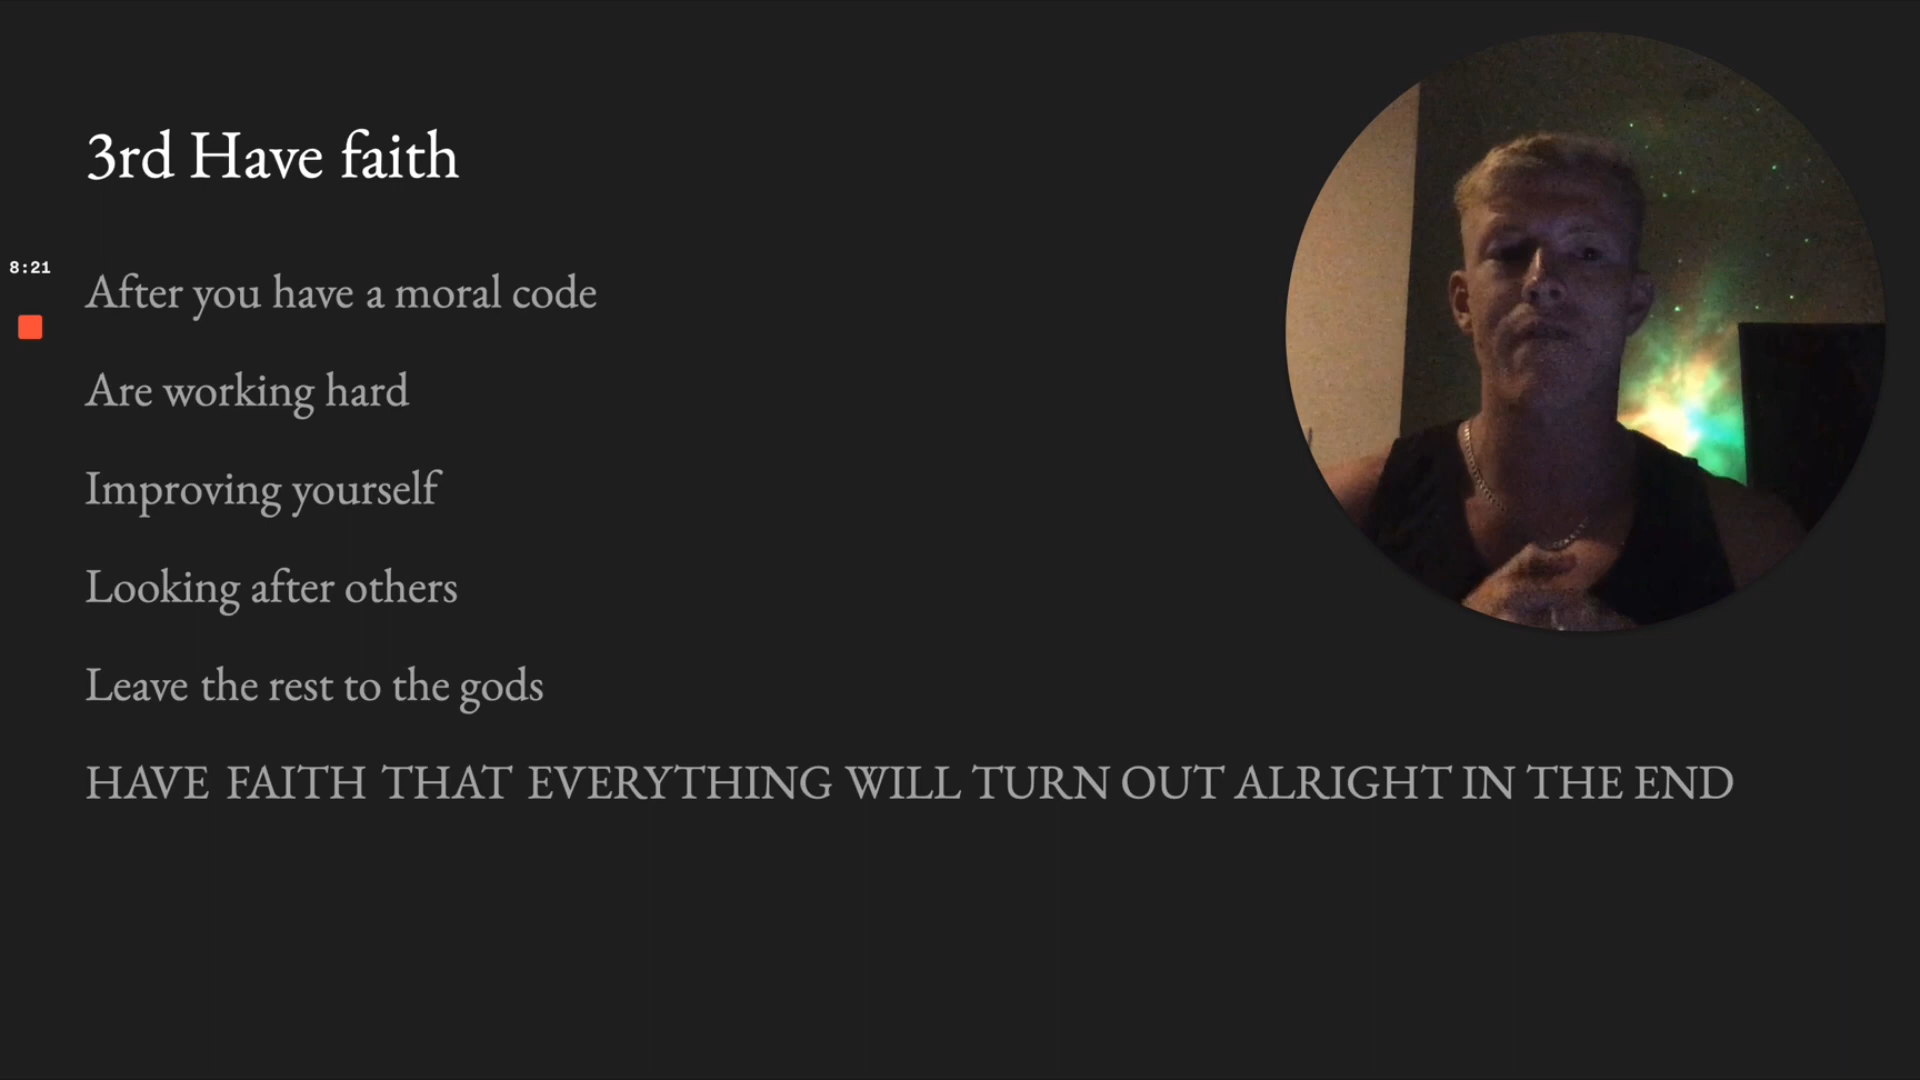 3rd Have faith
8:21
After you have a moral code
Are working hard
Improving yourself
Looking after others
Leave the rest to the gods
HAVE FAITH THAT EVERYTHING WILL TURN OUT ALRIGHT IN THE END